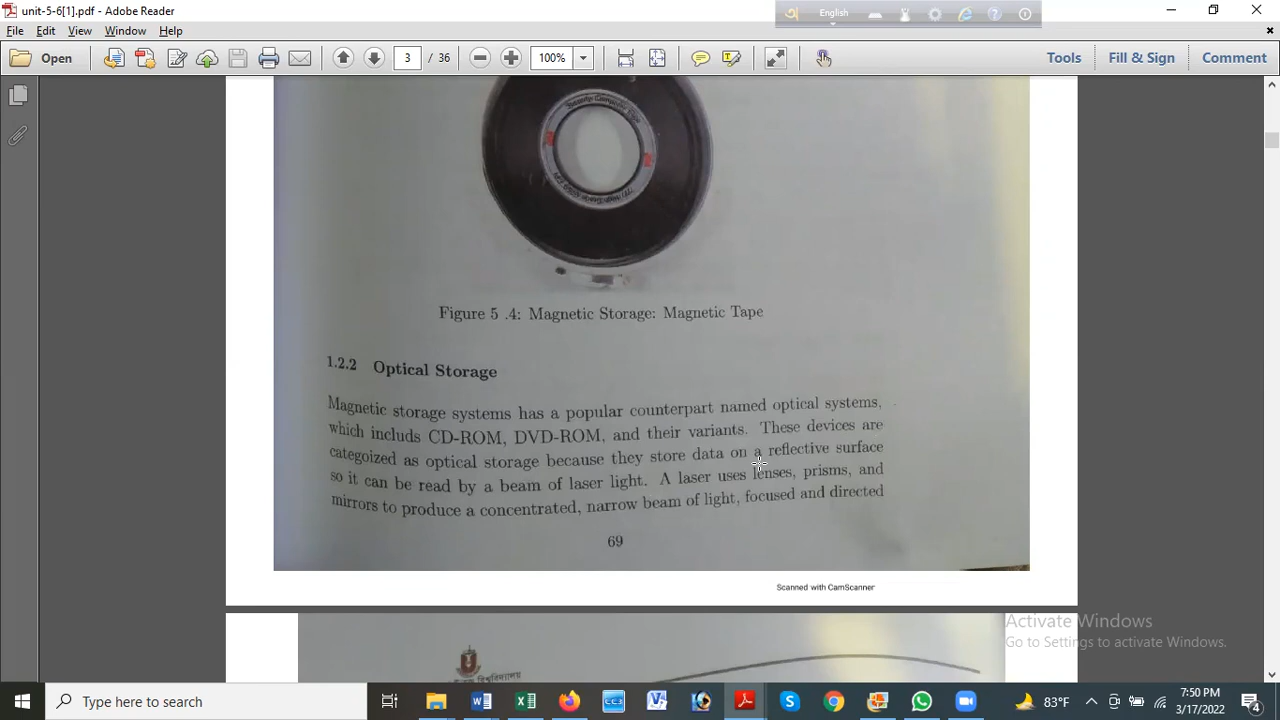 unit-5-6[1].pdf - Adobe Reader
English
File Edit View Window Help
Open 3 / 36 100% Tools Fill & Sign Comment
Figure 5 .4: Magnetic Storage: Magnetic Tape
1.2.2 Optical Storage
Magnetic storage systems has a popular counterpart named optical systems,
which includes CD-ROM, DVD-ROM, and their variants. These devices are
categoized as optical storage because they store data on a reflective surface
so it can be read by a beam of laser light. A laser uses lenses, prisms, and
mirrors to produce a concentrated, narrow beam of light, focused and directed
69
Scanned with CamScanner
Activate Windows
Go to Settings to activate Windows.
Type here to search
83°F
7:50 PM
3/17/2022
4